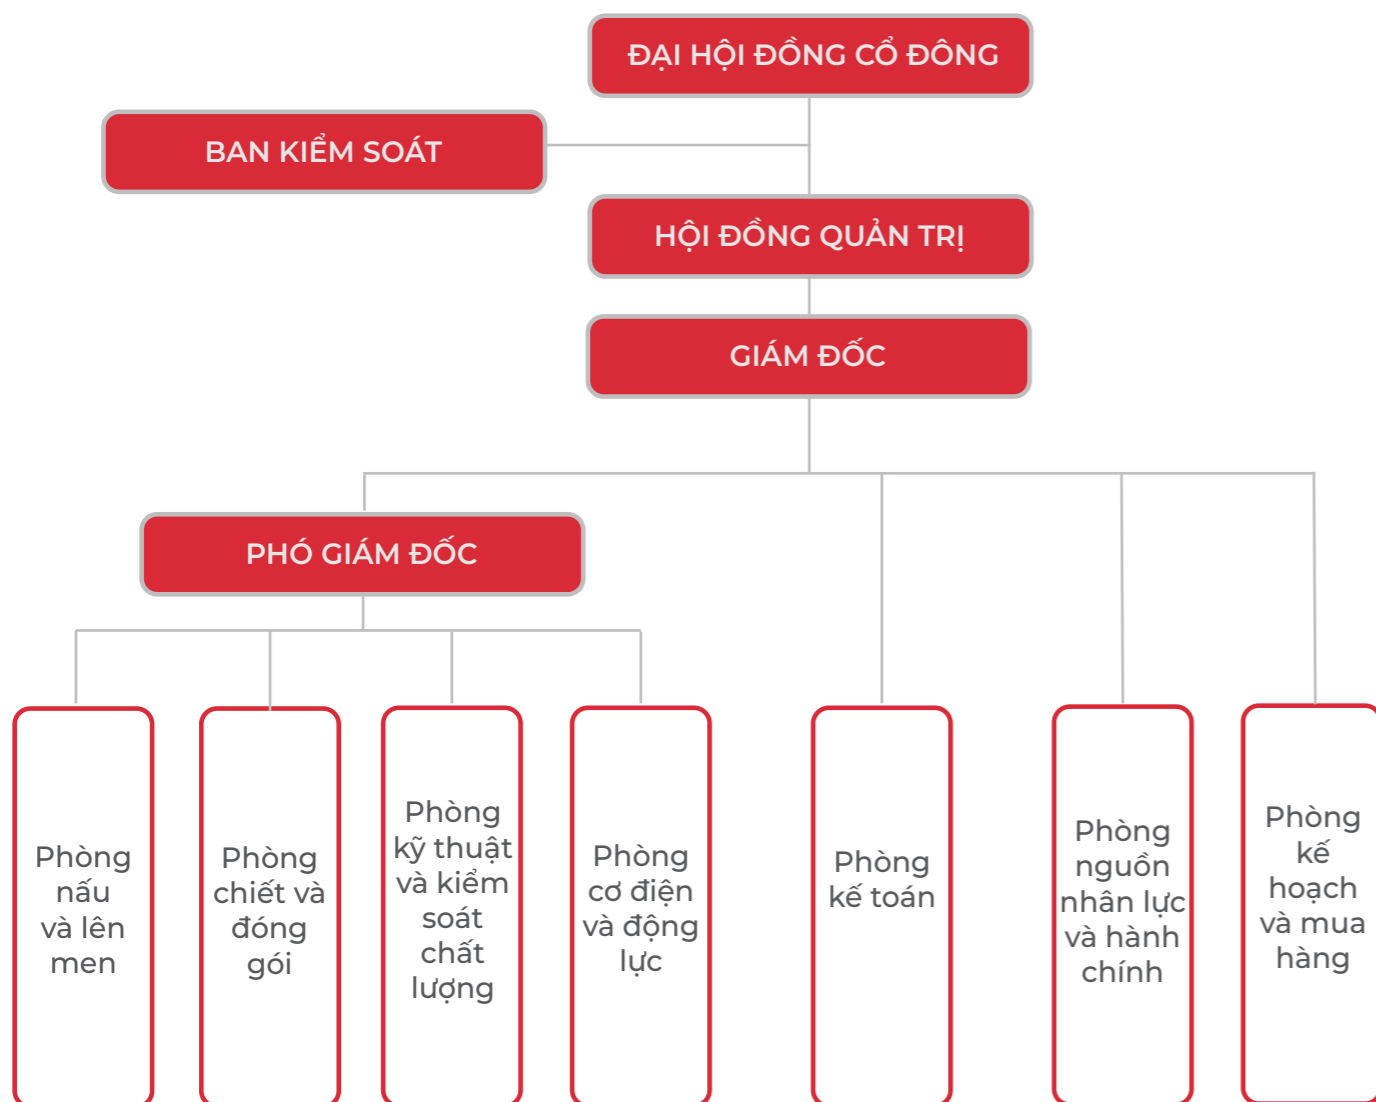 ĐẠI HỘI ĐỒNG CỔ ĐÔNG
BAN KIỂM SOÁT
HỘI ĐỒNG QUẢN TRỊ
GIÁM ĐỐC
PHÓ GIÁM ĐỐC
Phòng
nấu
và lên
men
Phòng
chiết và
đóng
gói
Phòng
kỹ thuật
và kiểm
soát
chất
lượng
Phòng
cơ điện
và động
lực
Phòng
kế toán
Phòng
nguồn
nhân lực
và hành
chính
Phòng
kế
hoạch
và mua
hàng